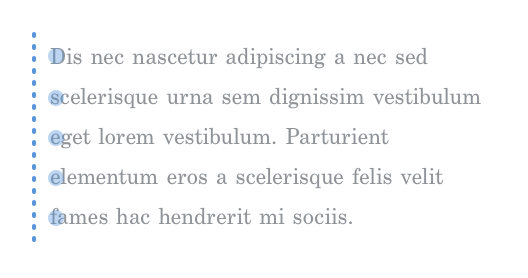 Dis nec nascetur adipiscing a nec sed
scelerisque urna sem dignissim vestibulum
eget lorem vestibulum. Parturient
elementum eros a scelerisque felis velit
fames hac hendrerit mi sociis.